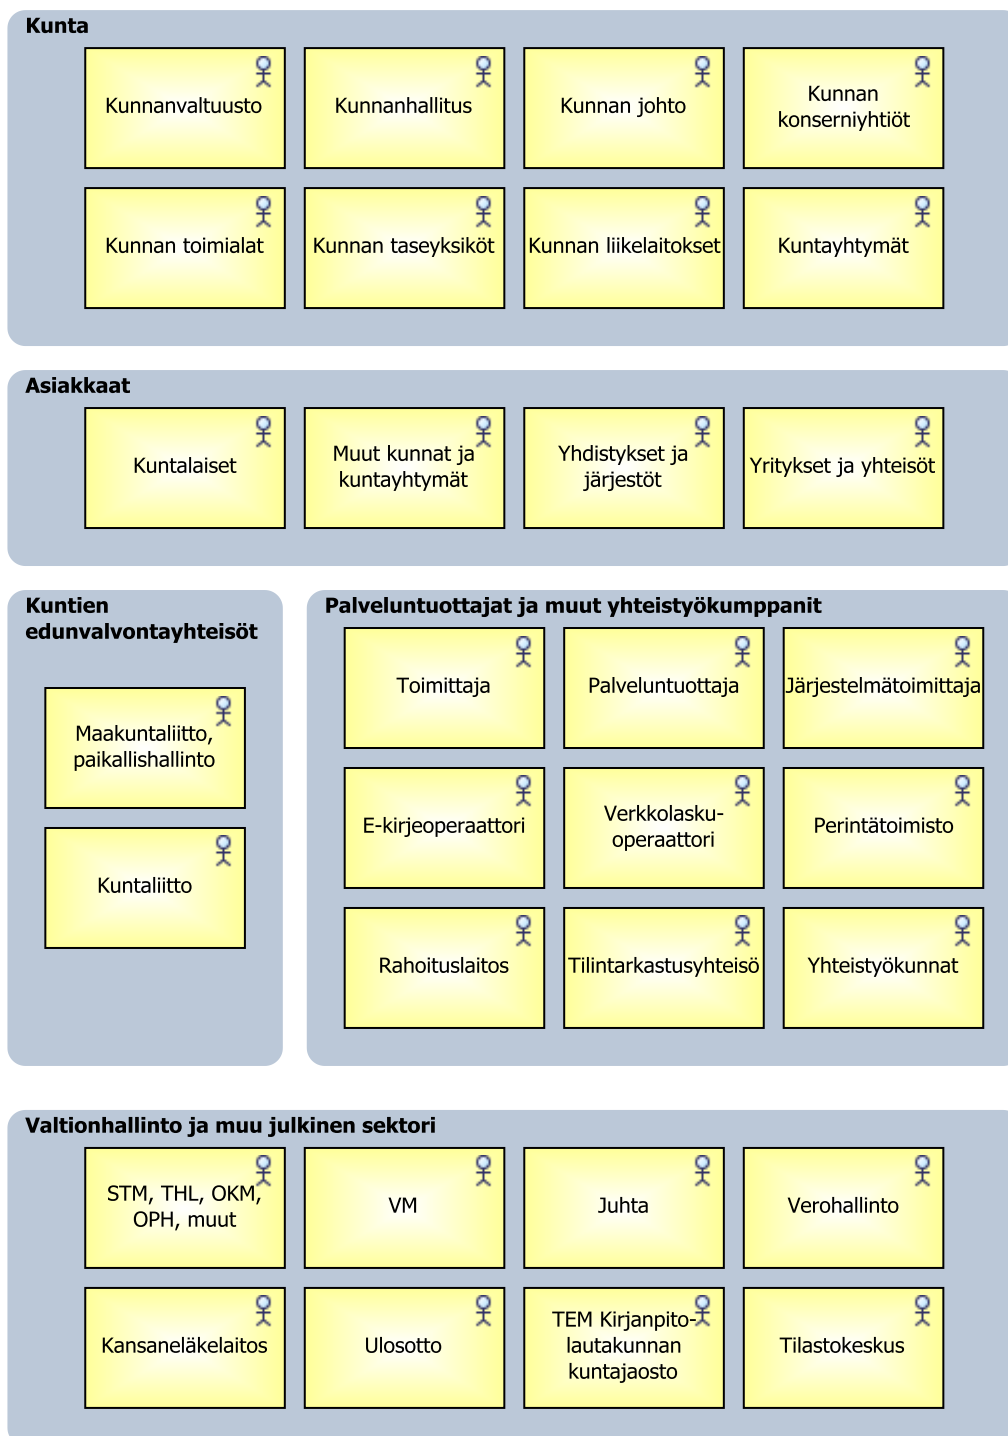 Kunta
Kunnanvaltuusto
Kunnanhallitus
Kunnan johto
Kunnan
konserniyhtiöt
Kunnan toimialat
Kunnan taseyksiköt
Kunnan liikelaitokset
Kuntayhtymät
Asiakkaat
Kuntalaiset
Muut kunnat ja
kuntayhtymät
Yhdistykset ja
järjestöt
Yritykset ja yhteisöt
Kuntien
edunvalvontayhteisöt
Maakuntaliitto,
paikallishallinto
Kuntaliitto
Palveluntuottajat ja muut yhteistyökumppanit
Toimittaja
Palveluntuottaja
Järjestelmätoimittaja
E-kirjeoperaattori
Verkkolasku-
operaattori
Perintätoimisto
Rahoituslaitos
Tilintarkastusyhteisö
Yhteistyökunnat
Valtionhallinto ja muu julkinen sektori
STM, THL, OKM,
OPH, muut
VM
Juhta
Verohallinto
Kansaneläkelaitos
Ulosotto
TEM Kirjanpito-
lautakunnan
kuntajaosto
Tilastokeskus